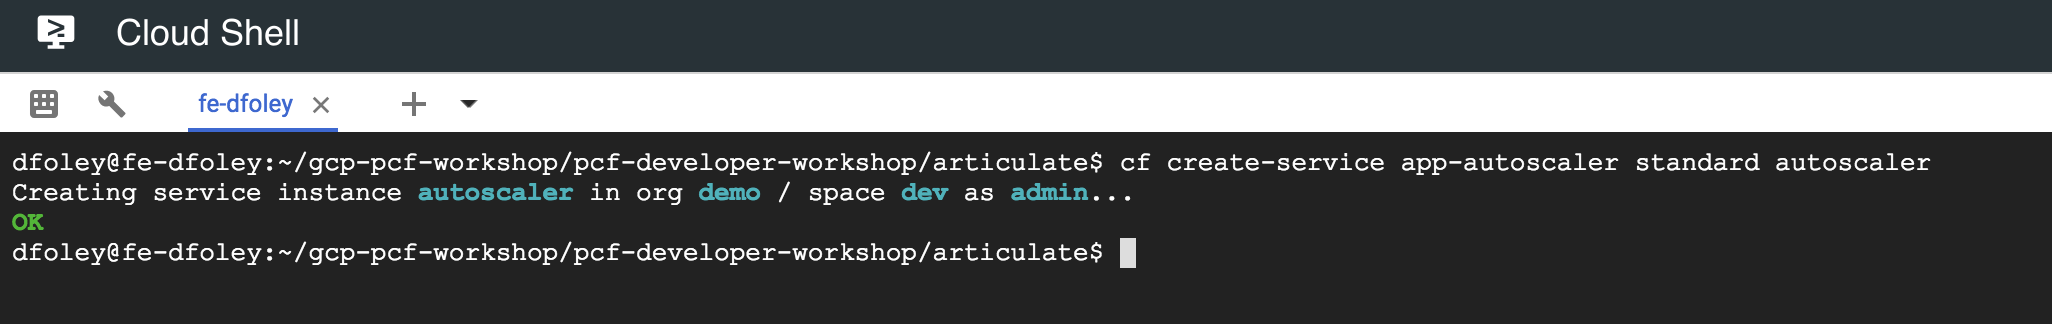 Cloud Shell
fe-dfoley
dfoley@fe-dfoley:~/gcp-pcf-workshop/pcf-developer-workshop/articulate$ cf create-service app-autoscaler standard autoscaler
Creating service instance autoscaler in org demo / space dev as admin...
OK
dfoley@fe-dfoley:~/gcp-pcf-workshop/pcf-developer-workshop/articulate$